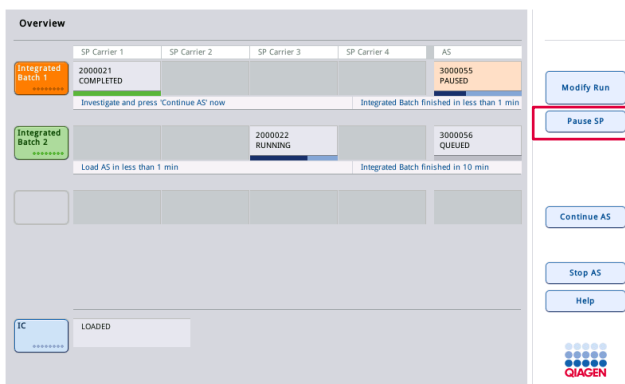 Overview
SP Carrier 1 SP Carrier 2 SP Carrier 3 SP Carrier 4 AS
Integrated
Batch 1
2000021
COMPLETED
3000055
PAUSED
Investigate and press 'Continue AS' now Integrated Batch finished in less than 1 min
Modify Run
Pause SP
Integrated
Batch 2
2000022
RUNNING
3000056
QUEUED
Load AS in less than 1 min Integrated Batch finished in 10 min
Continue AS
Stop AS
Help
IC
LOADED
QIAGEN